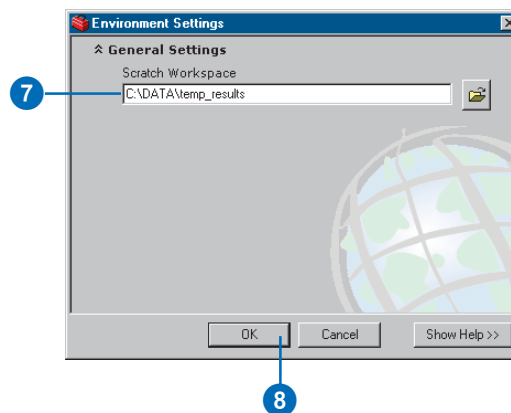 Environment Settings
General Settings
Scratch Workspace
7
C:\DATA\temp_results
OK
Cancel
Show Help >>
8